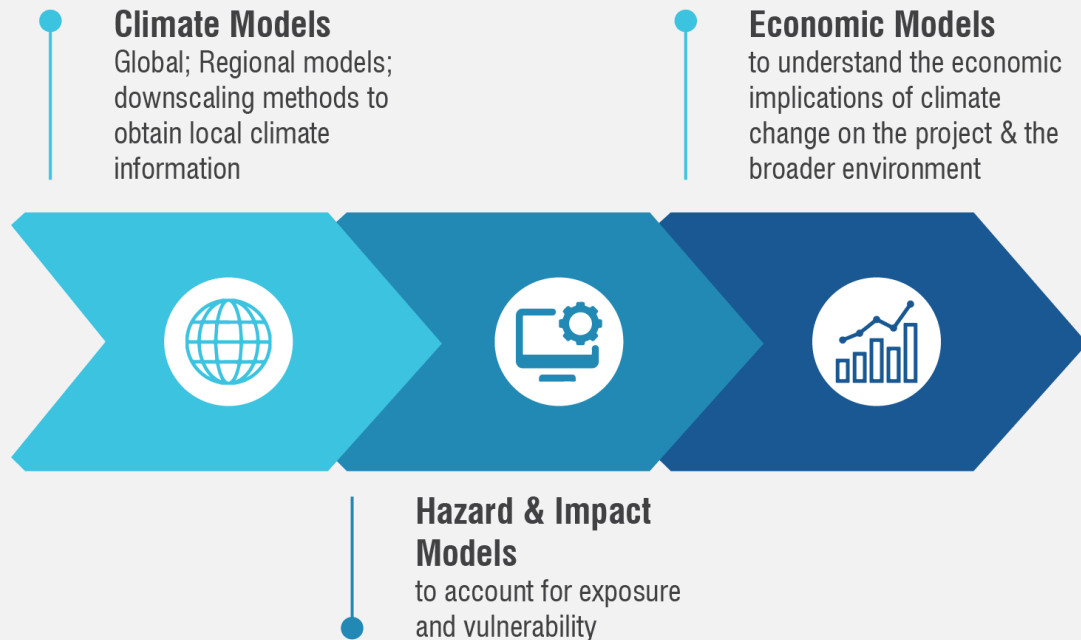 Climate Models
Global; Regional models;
downscaling methods to
obtain local climate
information
Economic Models
to understand the economic
implications of climate
change on the project & the
broader environment
Hazard & Impact
Models
to account for exposure
and vulnerability